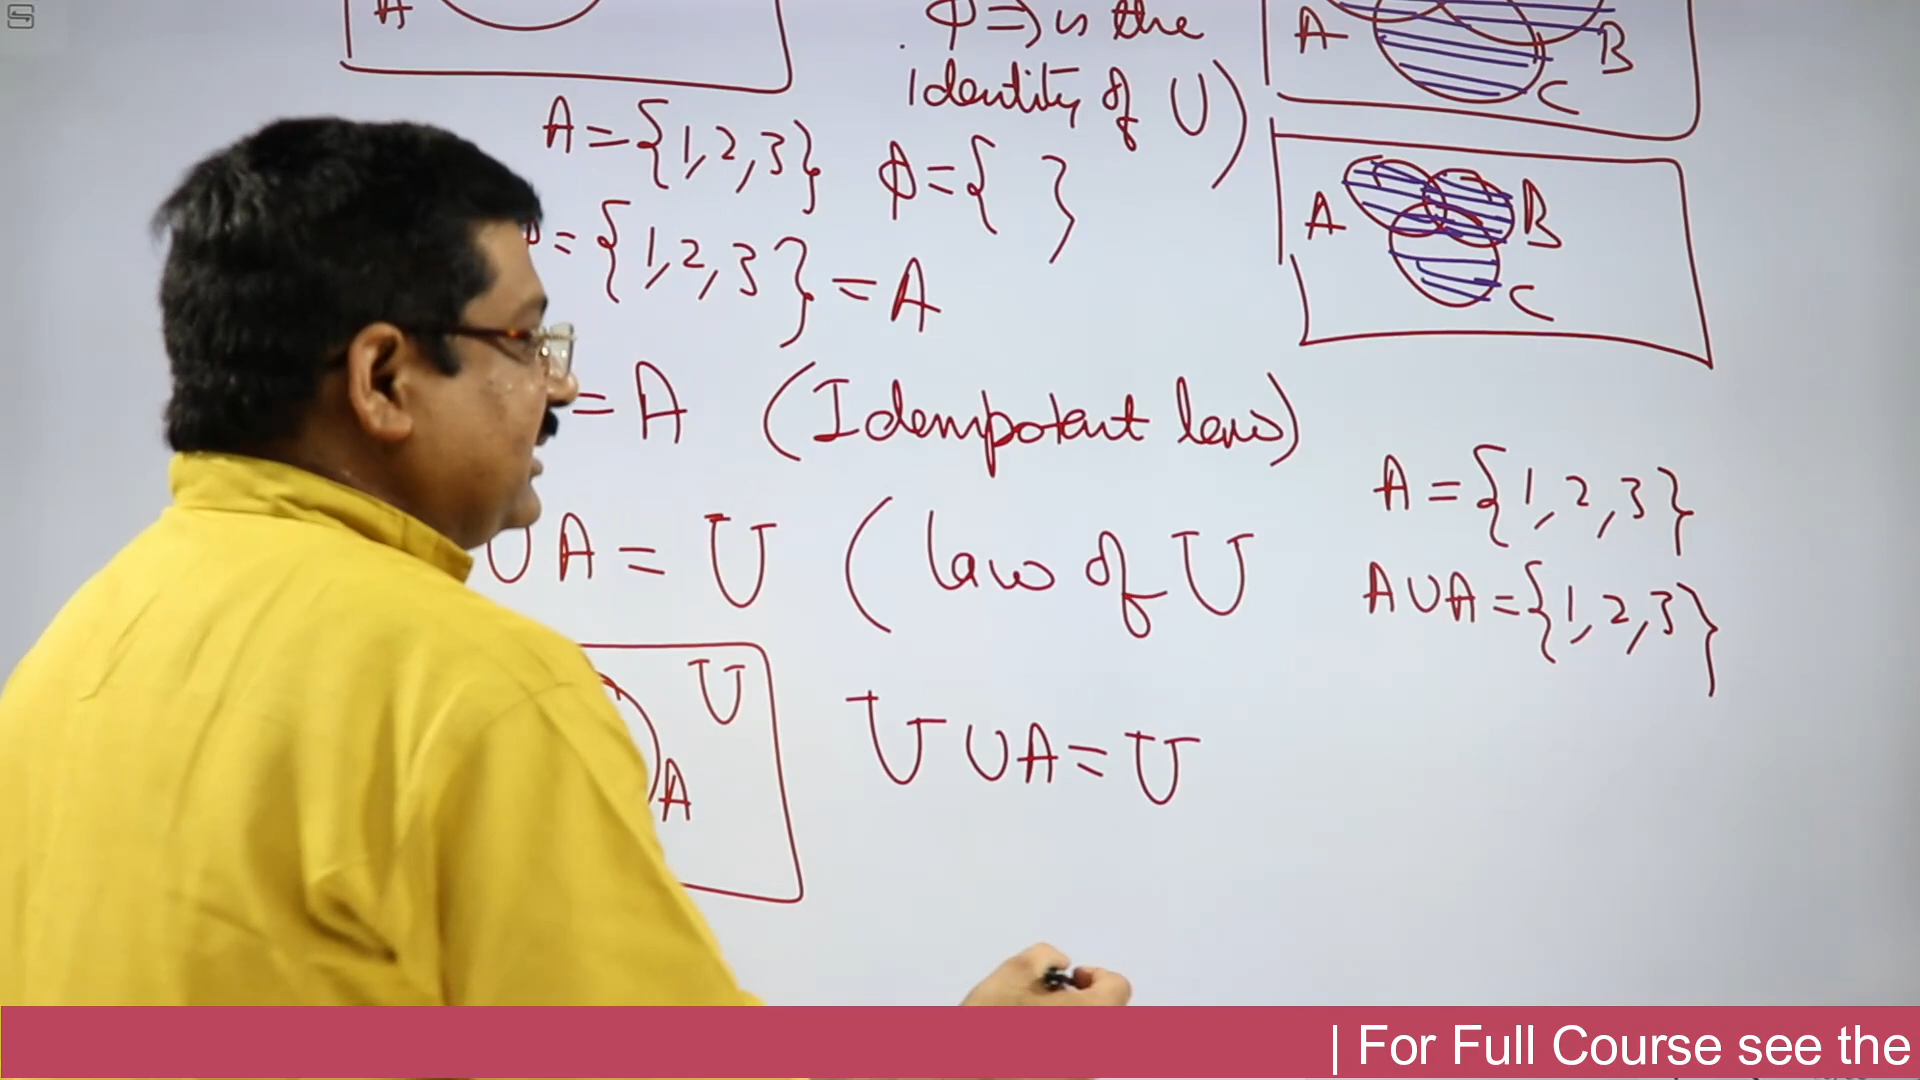 A
φ ⇒ is the
identity of U)
A = {1,2,3} φ = { }
= {1,2,3} = A
= A (Idempotent law)
U A = U (law of U
U
A
U ∪ A = U
A B
C
A B
C
A = {1,2,3}
A ∪ A = {1,2,3}
| For Full Course see the